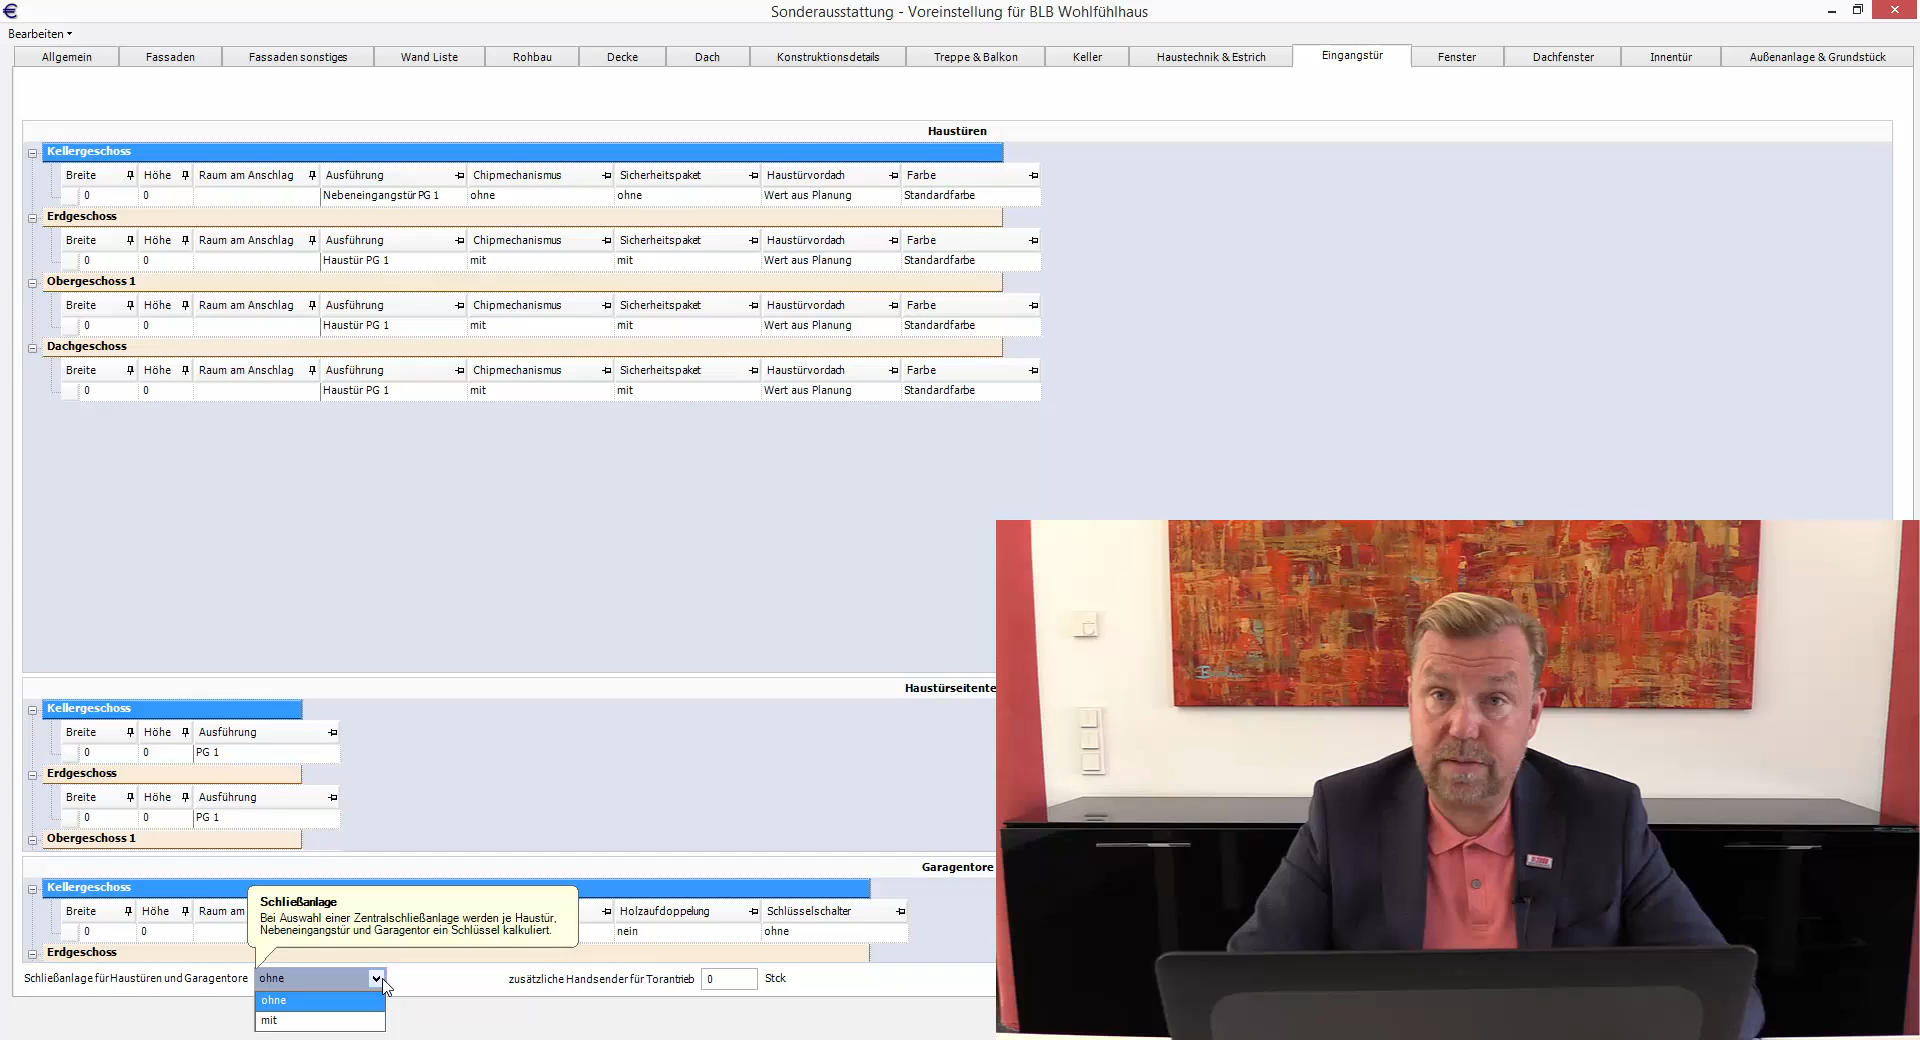 Sonderausstattung - Voreinstellung für BLB Wohlfühlhaus
Bearbeiten
Allgemein Fassaden Fassaden sonstiges Wand Liste Rohbau Decke Dach Konstruktionsdetails Treppe & Balkon Keller Haustechnik & Estrich Eingangstür Fenster Dachfenster Innentür Außenanlage & Grundstück
Haustüren
Kellergeschoss
Breite Höhe Raum am Anschlag Ausführung Chipmechanismus Sicherheitspaket Haustürvordach Farbe
0 0 Nebeneingangstür PG 1 ohne ohne Wert aus Planung Standardfarbe
Erdgeschoss
Breite Höhe Raum am Anschlag Ausführung Chipmechanismus Sicherheitspaket Haustürvordach Farbe
0 0 Haustür PG 1 mit mit Wert aus Planung Standardfarbe
Obergeschoss 1
Breite Höhe Raum am Anschlag Ausführung Chipmechanismus Sicherheitspaket Haustürvordach Farbe
0 0 Haustür PG 1 mit mit Wert aus Planung Standardfarbe
Dachgeschoss
Breite Höhe Raum am Anschlag Ausführung Chipmechanismus Sicherheitspaket Haustürvordach Farbe
0 0 Haustür PG 1 mit mit Wert aus Planung Standardfarbe
Haustürseitente
Kellergeschoss
Breite Höhe Ausführung
0 0 PG 1
Erdgeschoss
Breite Höhe Ausführung
0 0 PG 1
Obergeschoss 1
Garagentore
Kellergeschoss
Breite Höhe Raum am Holzaufdoppelung Schlüsselschalter
0 0 nein ohne
Erdgeschoss
Schließanlage
Bei Auswahl einer Zentralschließanlage werden je Haustür,
Nebeneingangstür und Garagentor ein Schlüssel kalkuliert.
Schließanlage für Haustüren und Garagentore ohne zusätzliche Handsender für Torantrieb 0 Stck
ohne
mit